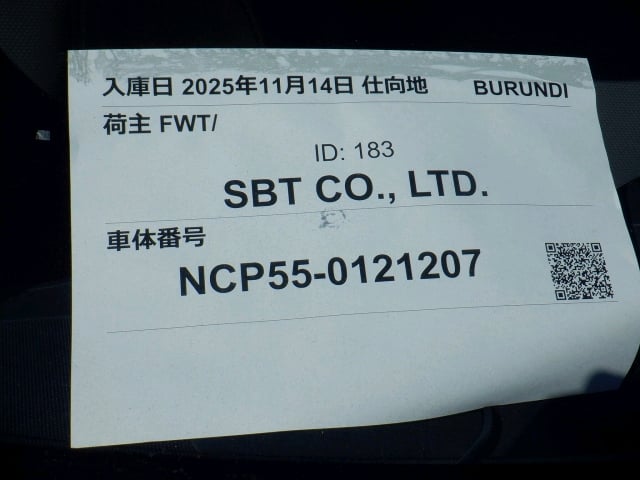 入庫日 2025年11月14日 仕向地 BURUNDI
荷主 FWT/
ID: 183
SBT CO., LTD.
車体番号
NCP55-0121207